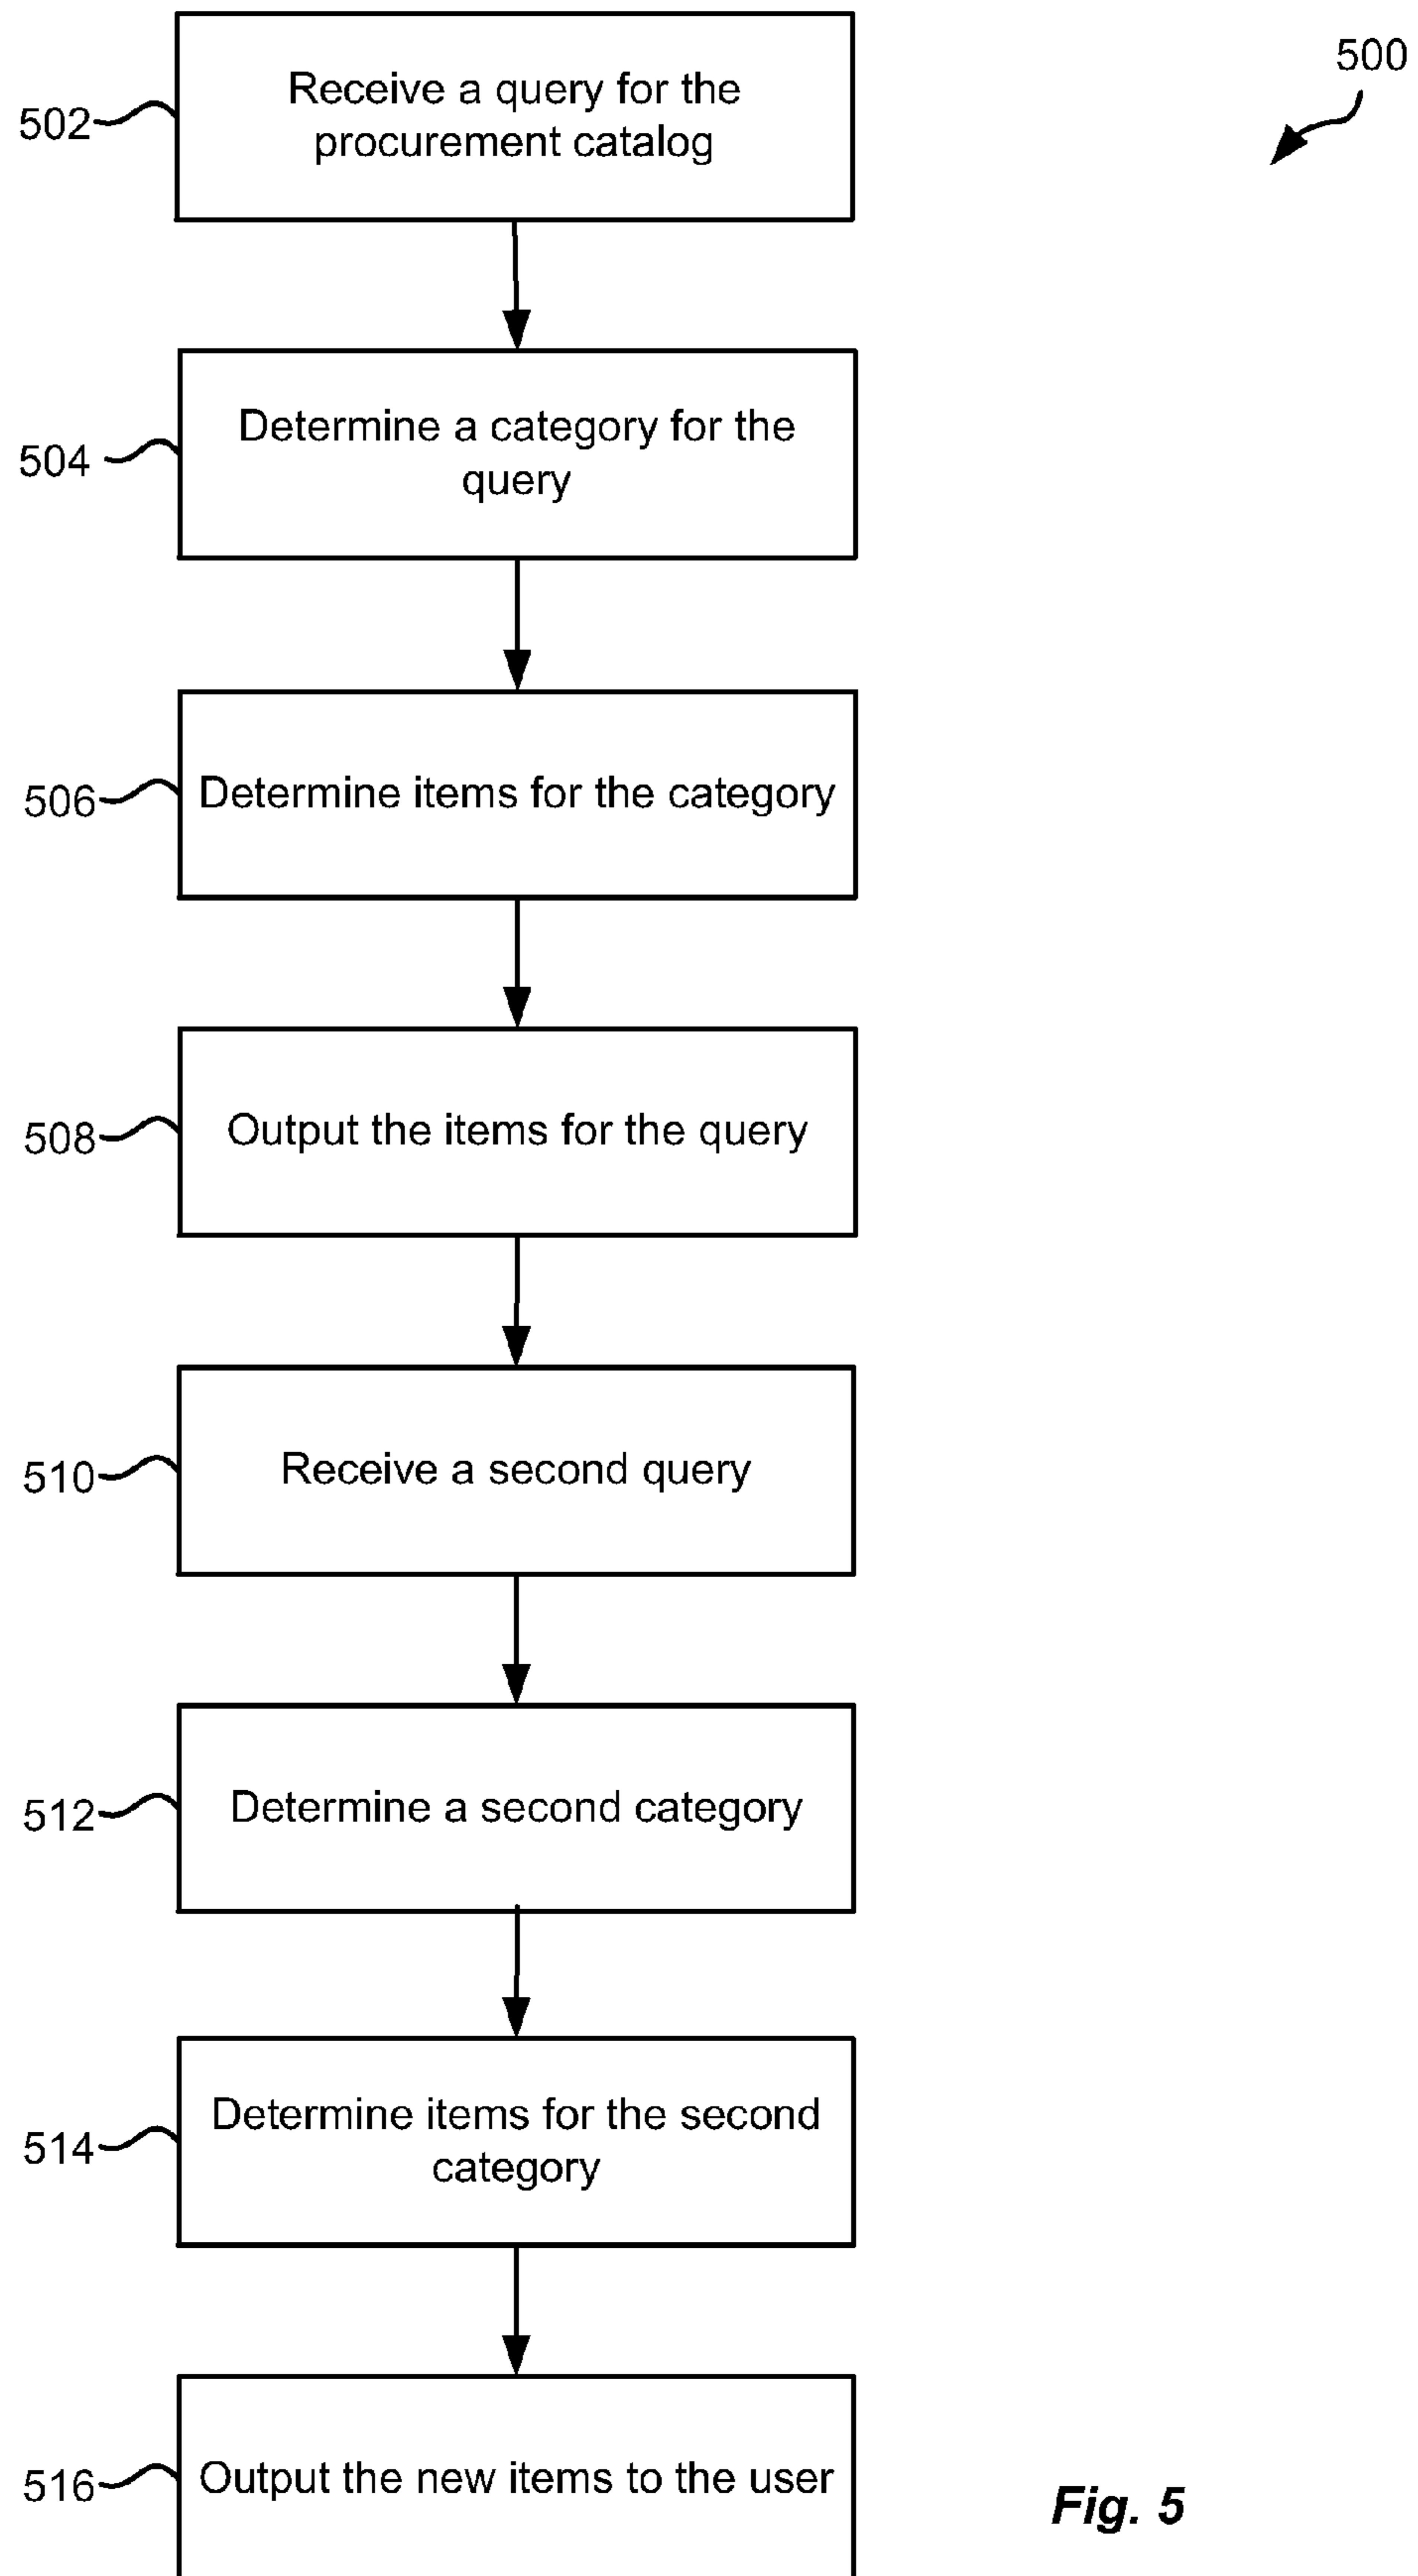 500
502
Receive a query for the
procurement catalog
504
Determine a category for the
query
506
Determine items for the category
508
Output the items for the query
510
Receive a second query
512
Determine a second category
514
Determine items for the second
category
516
Output the new items to the user
Fig. 5